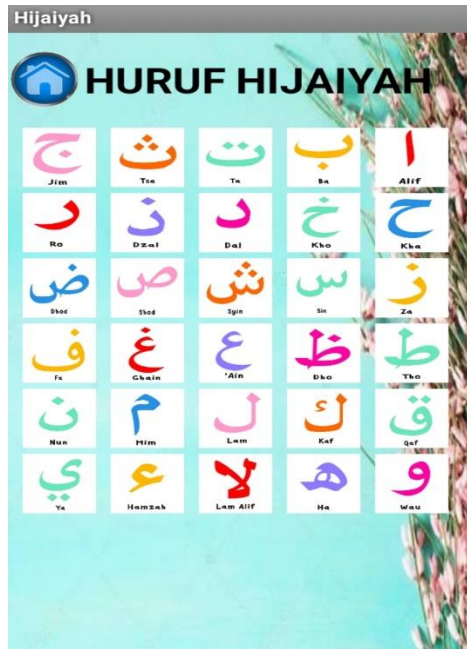 Hijaiyah
HURUF HIJAIYAH
ج ث ت ب ا
Jim Tsa Ta Ba Alif
ر ذ د خ ح
Ro Dzal Dal Kho Kha
ض ص ش س ز
Dhod Shod Syin Sin Za
ف غ ع ظ ط
Fa Ghain 'Ain Dho Tho
ن م ل ك ق
Nun Mim Lam Kaf Qaf
ي ء لا ه و
Ya Hamzah Lam Alif Ha Wau